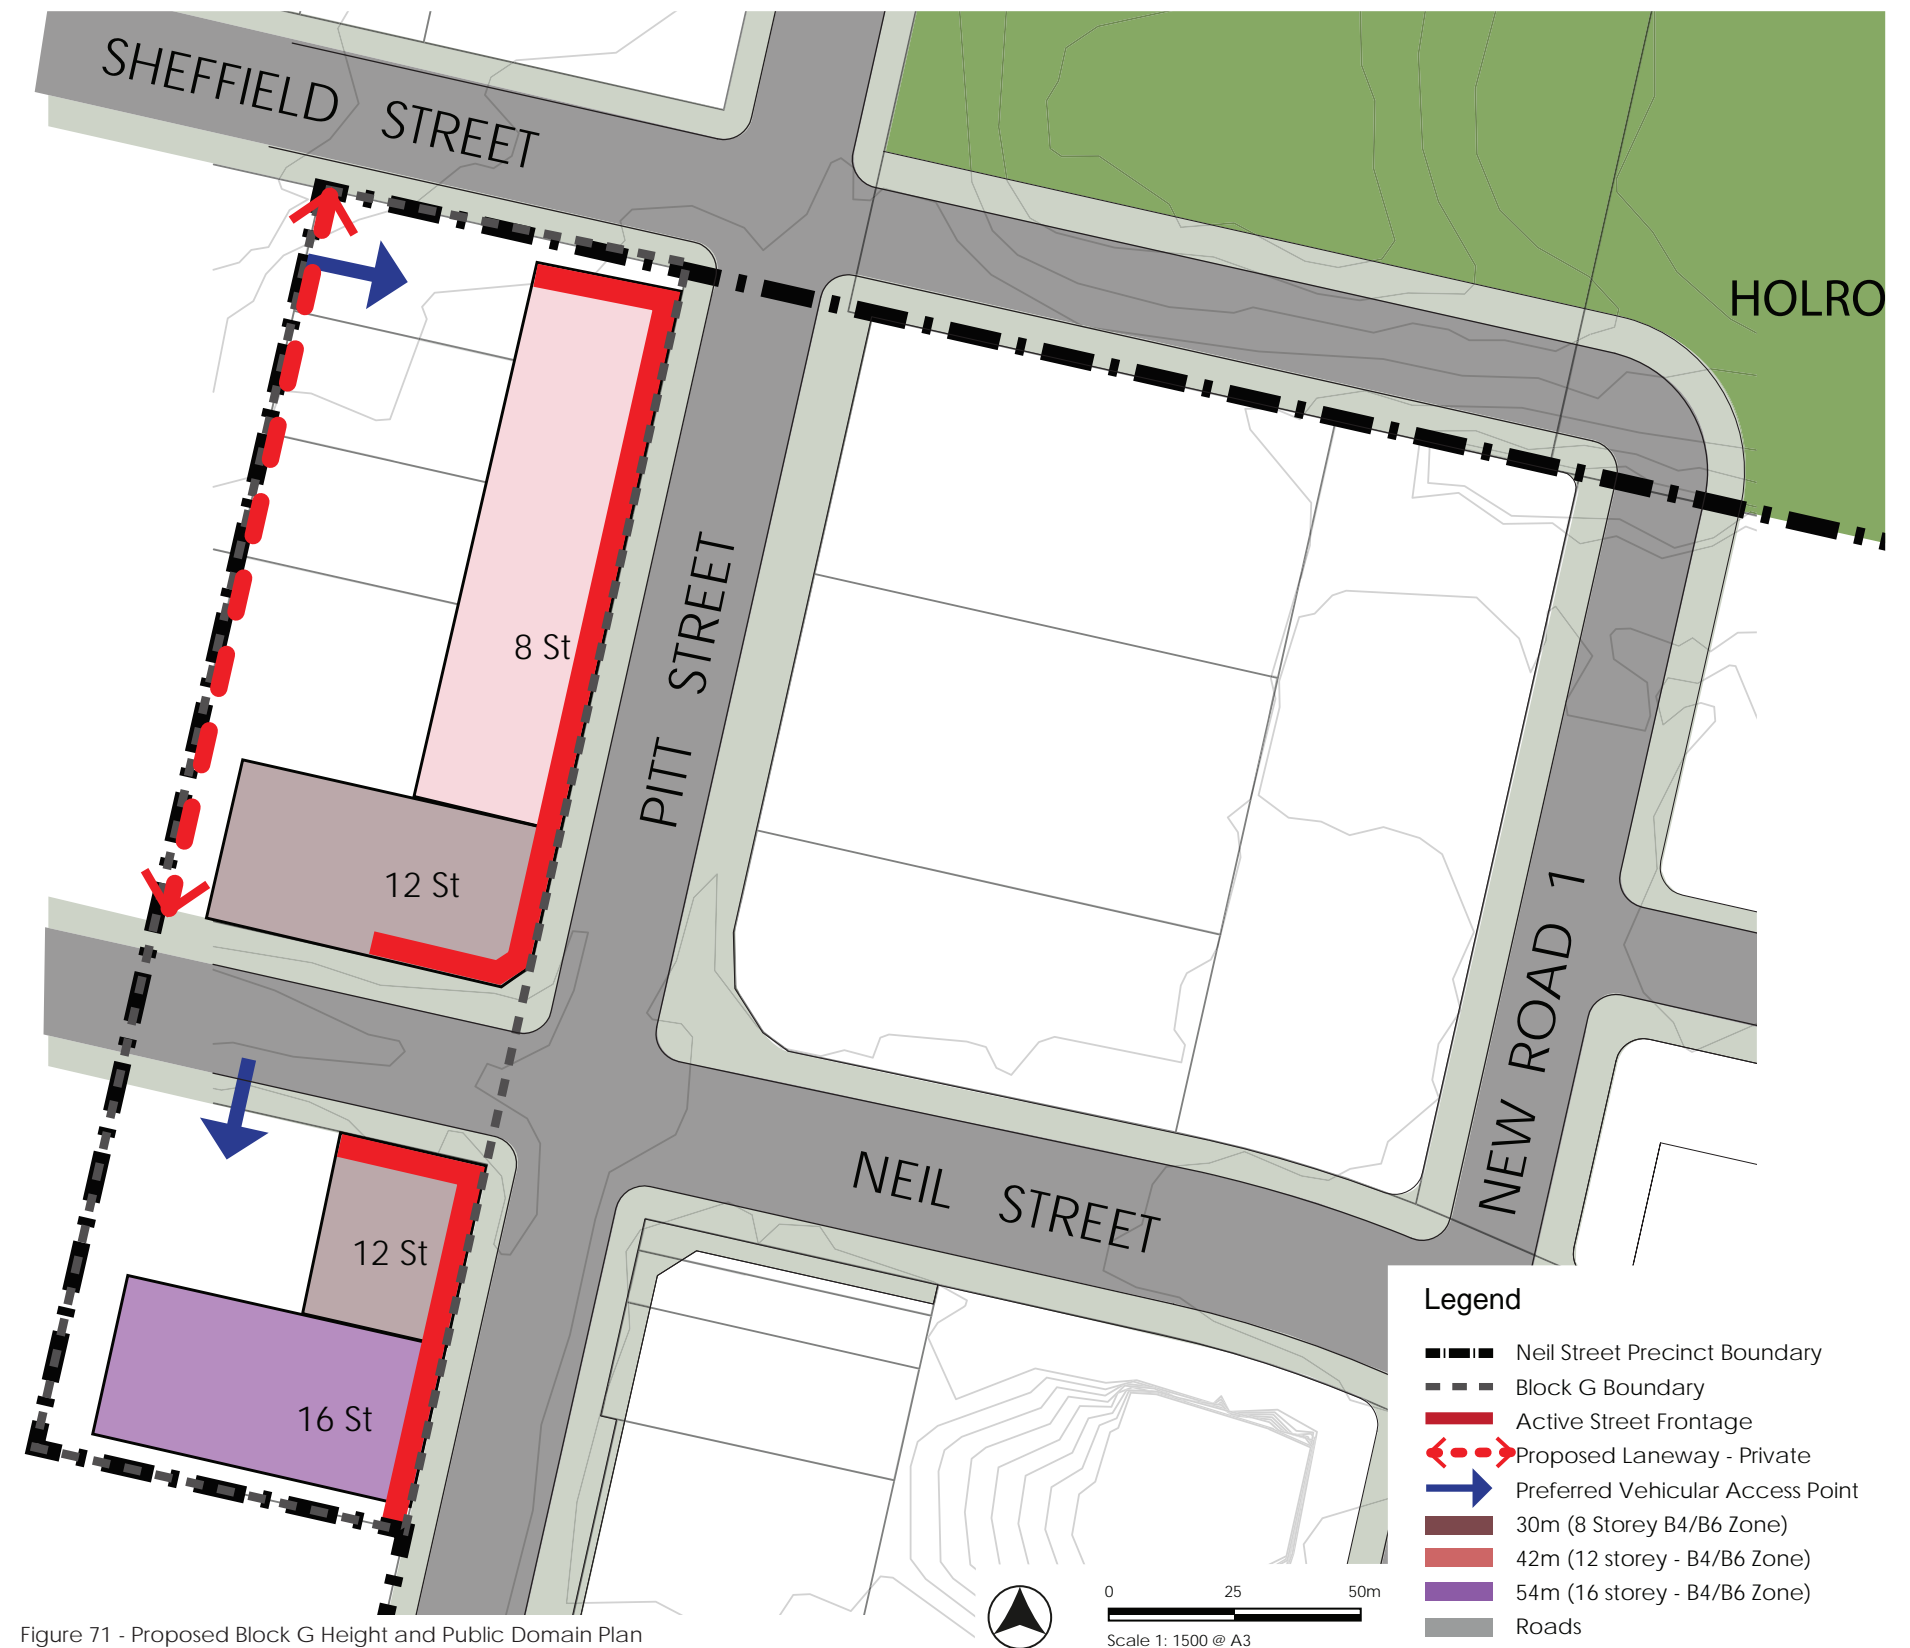 SHEFFIELD STREET
HOLRO
PITT STREET
8 St
12 St
NEW ROAD 1
NEIL STREET
12 St
16 St
Legend
Neil Street Precinct Boundary
Block G Boundary
Active Street Frontage
Proposed Laneway - Private
Preferred Vehicular Access Point
30m (8 Storey B4/B6 Zone)
42m (12 storey - B4/B6 Zone)
54m (16 storey - B4/B6 Zone)
Roads
0 25 50m
Scale 1: 1500 @ A3
Figure 71 - Proposed Block G Height and Public Domain Plan